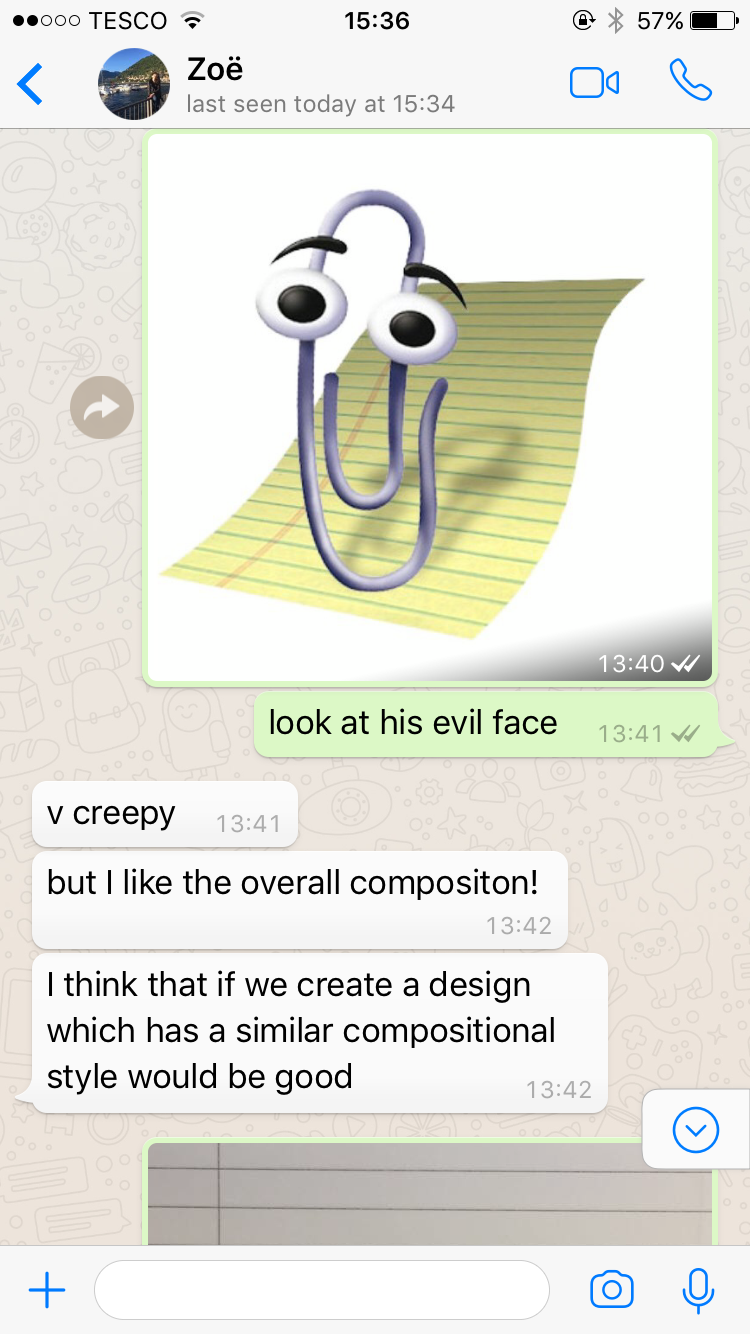 TESCO 15:36 57%
Zoë
last seen today at 15:34
13:40
look at his evil face 13:41
v creepy 13:41
but I like the overall compositon!
13:42
I think that if we create a design
which has a similar compositional
style would be good 13:42